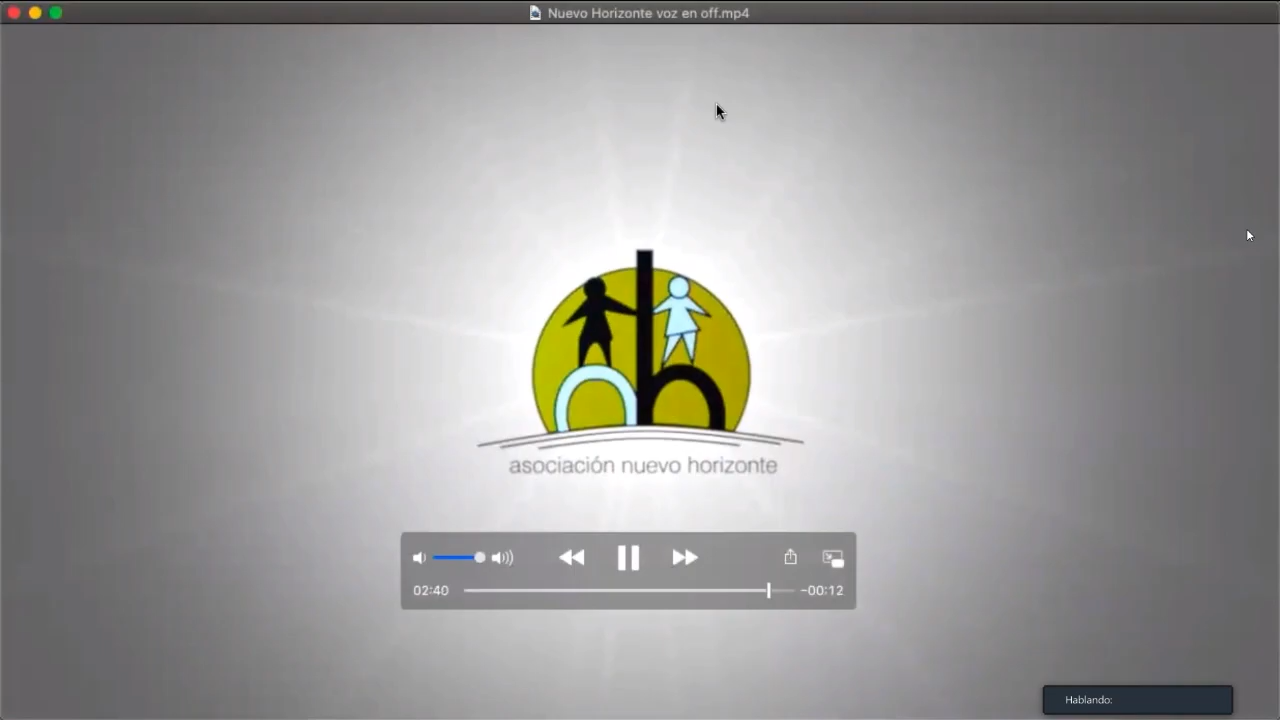 Nuevo Horizonte voz en off.mp4
asociación nuevo horizonte
02:40
-00:12
Hablando: